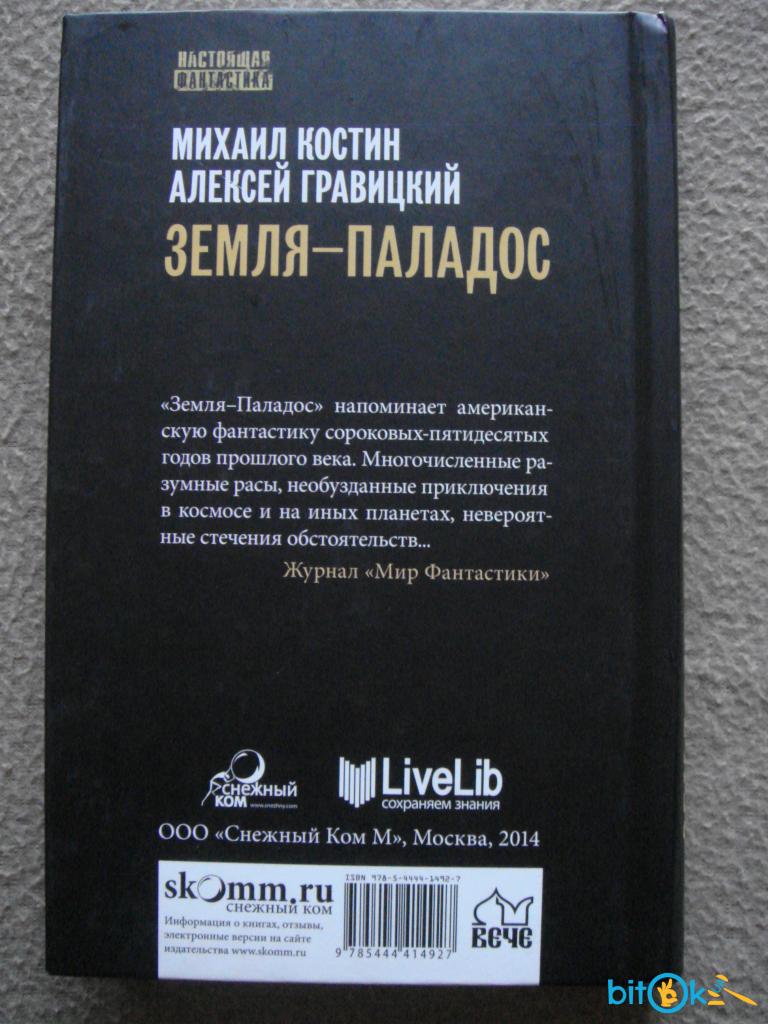 НАСТОЯЩАЯ
ФАНТАСТИКА
МИХАИЛ КОСТИН
АЛЕКСЕЙ ГРАВИЦКИЙ
ЗЕМЛЯ–ПАЛАДОС
«Земля–Паладос» напоминает американ-
скую фантастику сороковых-пятидесятых
годов прошлого века. Многочисленные ра-
зумные расы, необузданные приключения
в космосе и на иных планетах, невероят-
ные стечения обстоятельств...
Журнал «Мир Фантастики»
СНЕЖНЫЙ
КОМ www.snezhny.com
LiveLib
сохраняем знания
ООО «Снежный Ком М», Москва, 2014
skomm.ru
снежный ком
Информация о книгах, отзывы,
электронные версии на сайте
издательства www.skomm.ru
ISBN 978-5-4444-1492-7
9 785444 414927
ВЕЧЕ
bitOk